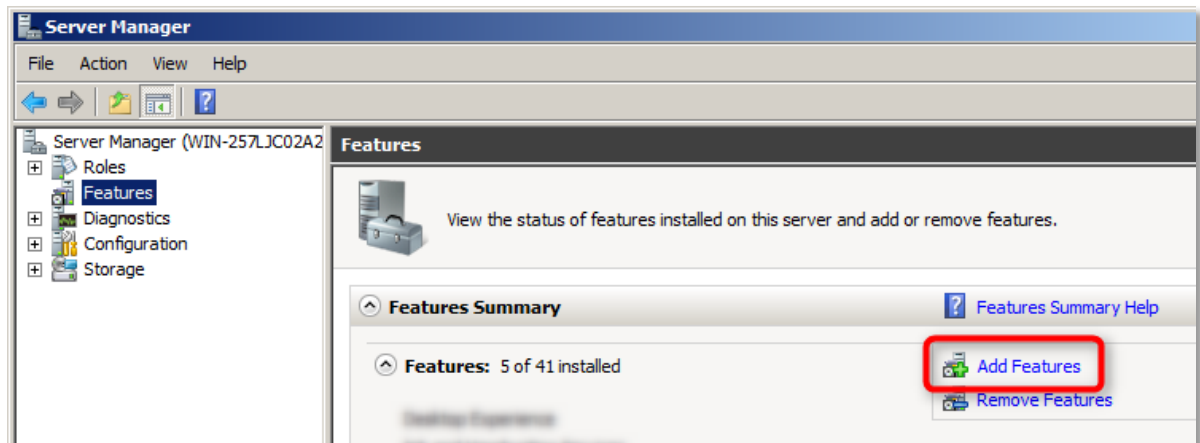 Server Manager
File Action View Help
Server Manager (WIN-257LJC02A2
Roles
Features
Diagnostics
Configuration
Storage
Features
View the status of features installed on this server and add or remove features.
Features Summary
Features Summary Help
Features: 5 of 41 installed
Add Features
Remove Features
Desktop Experience